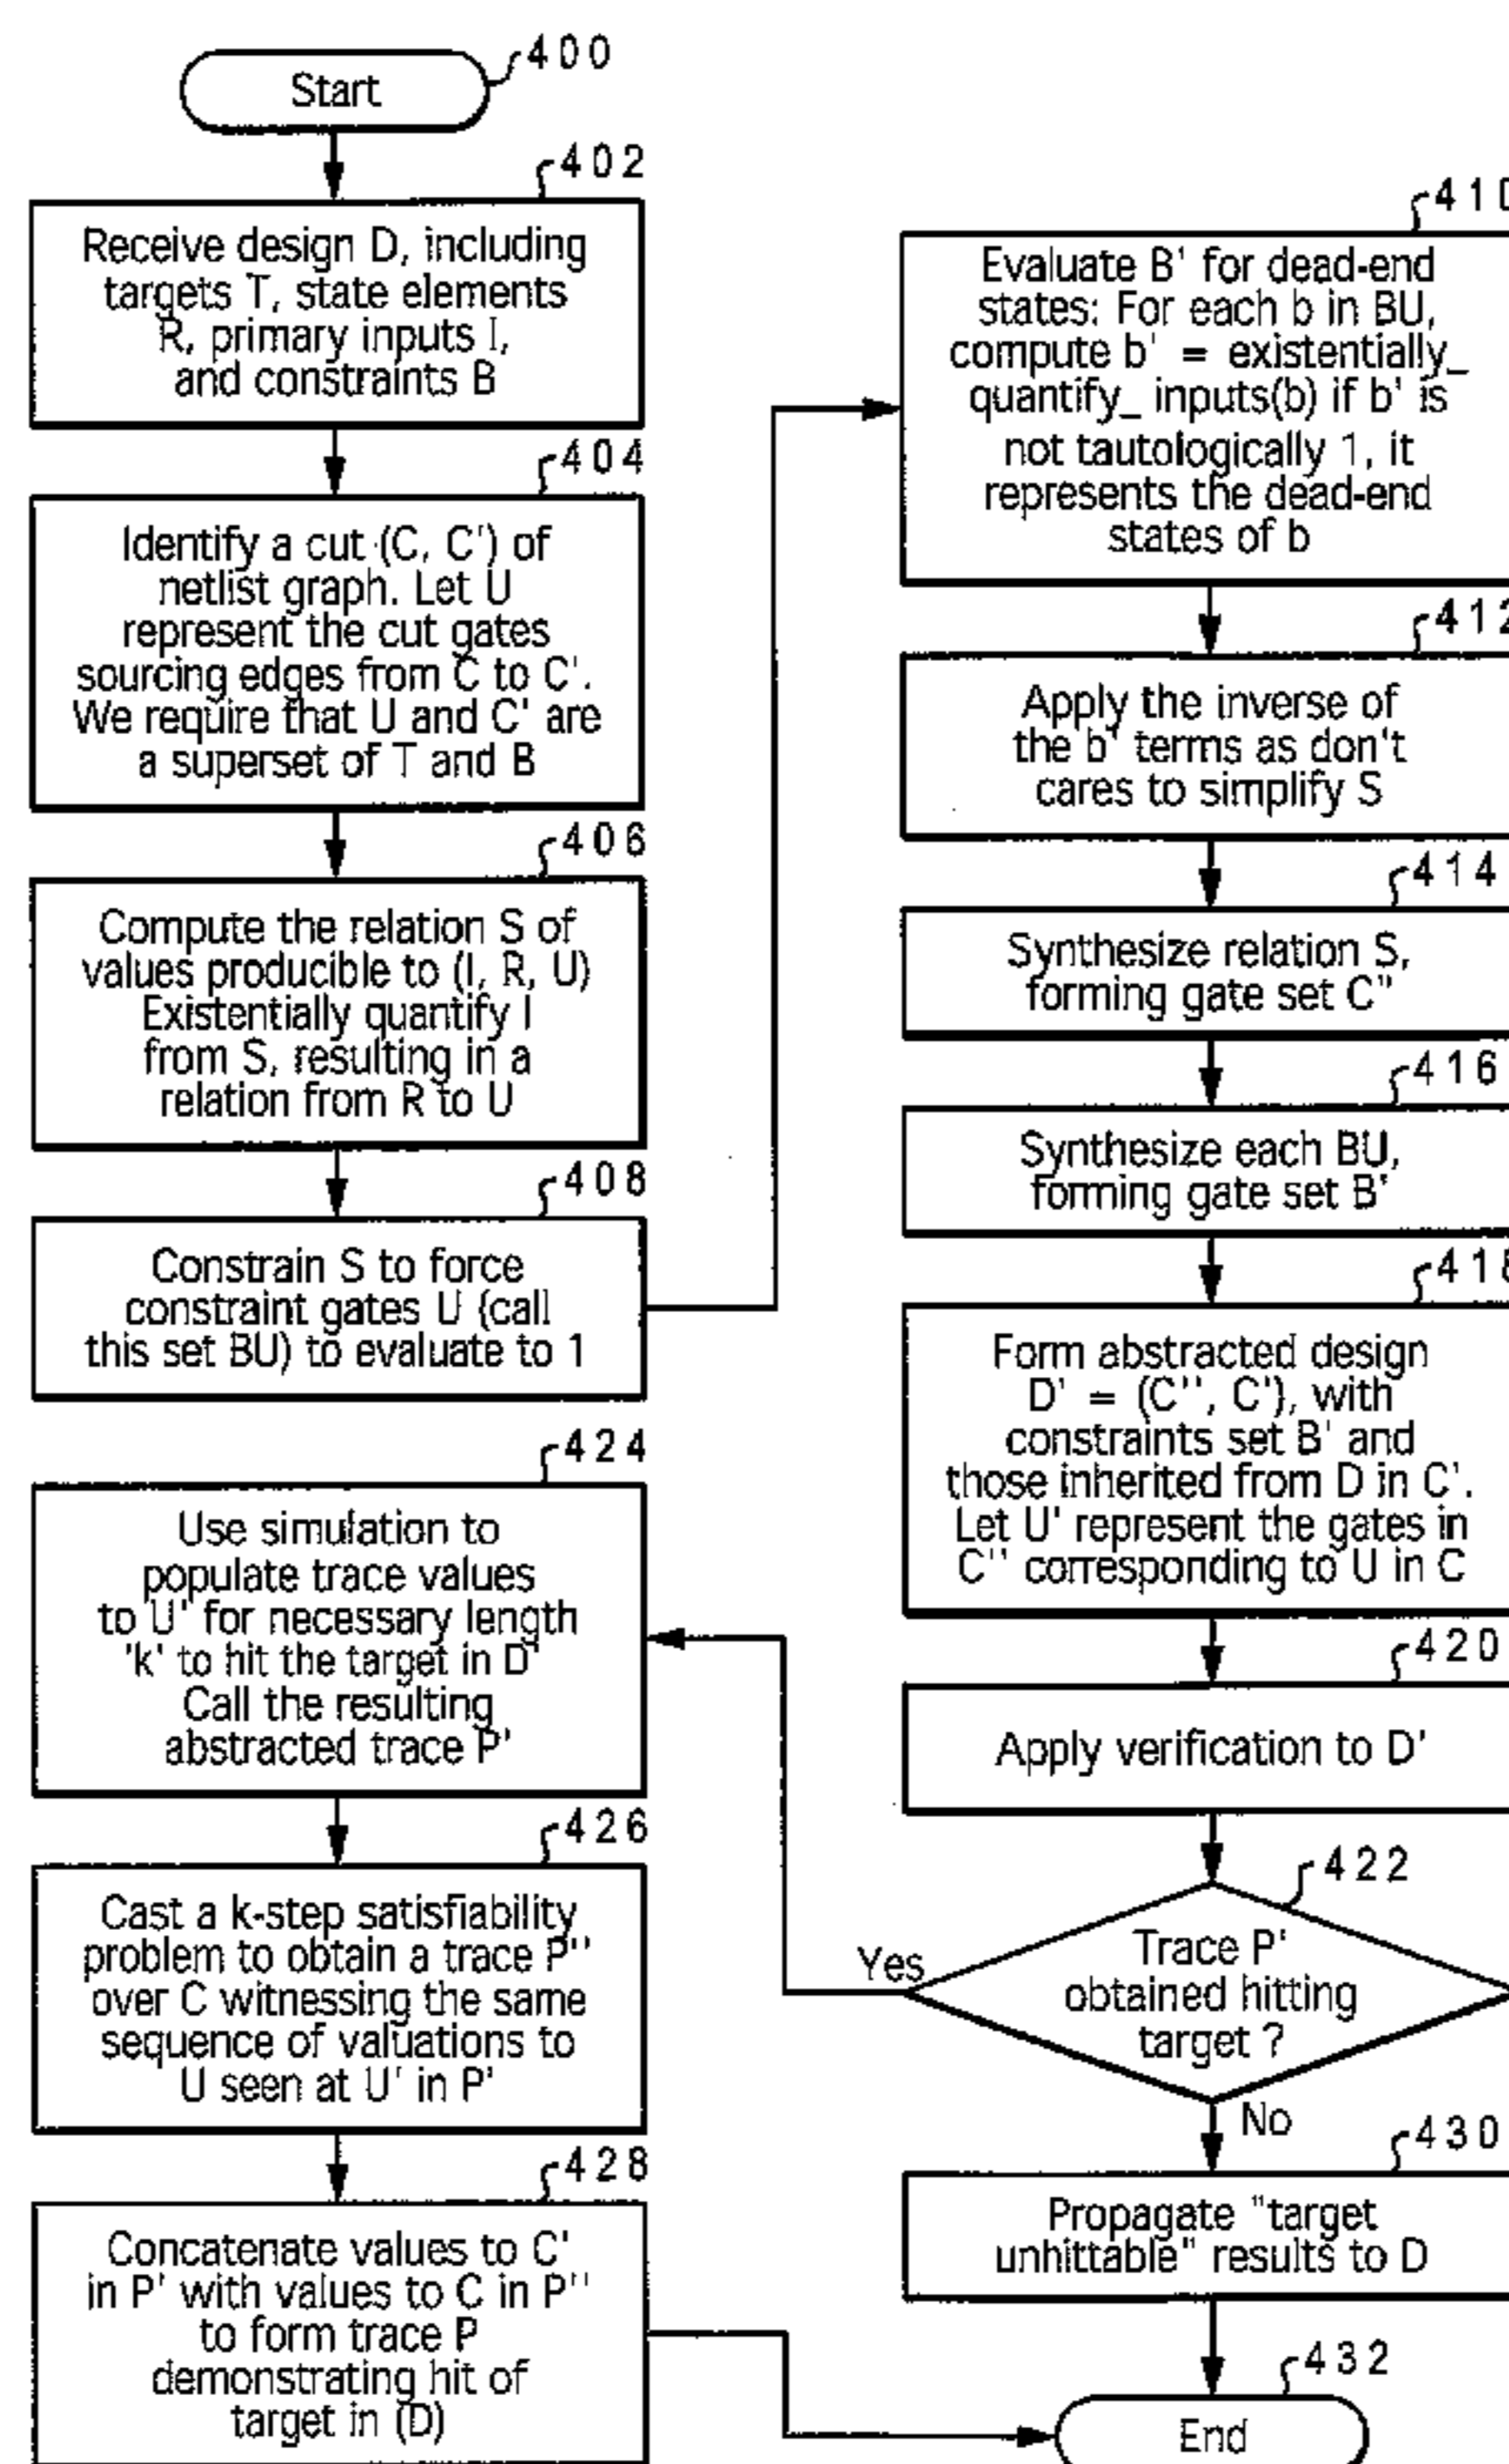 400
Start
402
Receive design D, including
targets T, state elements
R, primary inputs I,
and constraints B
404
Identify a cut (C, C') of
netlist graph. Let U
represent the cut gates
sourcing edges from C to C'.
We require that U and C' are
a superset of T and B
406
Compute the relation S of
values producible to (I, R, U)
Existentially quantify I
from S, resulting in a
relation from R to U
408
Constrain S to force
constraint gates U (call
this set BU) to evaluate to 1
410
Evaluate B' for dead-end
states: For each b in BU,
compute b' = existentially_
quantify_ inputs(b) if b' is
not tautologically 1, it
represents the dead-end
states of b
412
Apply the inverse of
the b' terms as don't
cares to simplify S
414
Synthesize relation S,
forming gate set C''
416
Synthesize each BU,
forming gate set B'
418
Form abstracted design
D' = (C'', C'), with
constraints set B' and
those inherited from D in C'.
Let U' represent the gates in
C'' corresponding to U in C
420
Apply verification to D'
422
Trace P'
obtained hitting
target ?
Yes
No
424
Use simulation to
populate trace values
to U' for necessary length
'k' to hit the target in D'
Call the resulting
abstracted trace P'
426
Cast a k-step satisfiability
problem to obtain a trace P''
over C witnessing the same
sequence of valuations to
U seen at U' in P'
428
Concatenate values to C'
in P' with values to C in P''
to form trace P
demonstrating hit of
target in (D)
430
Propagate "target
unhittable" results to D
432
End